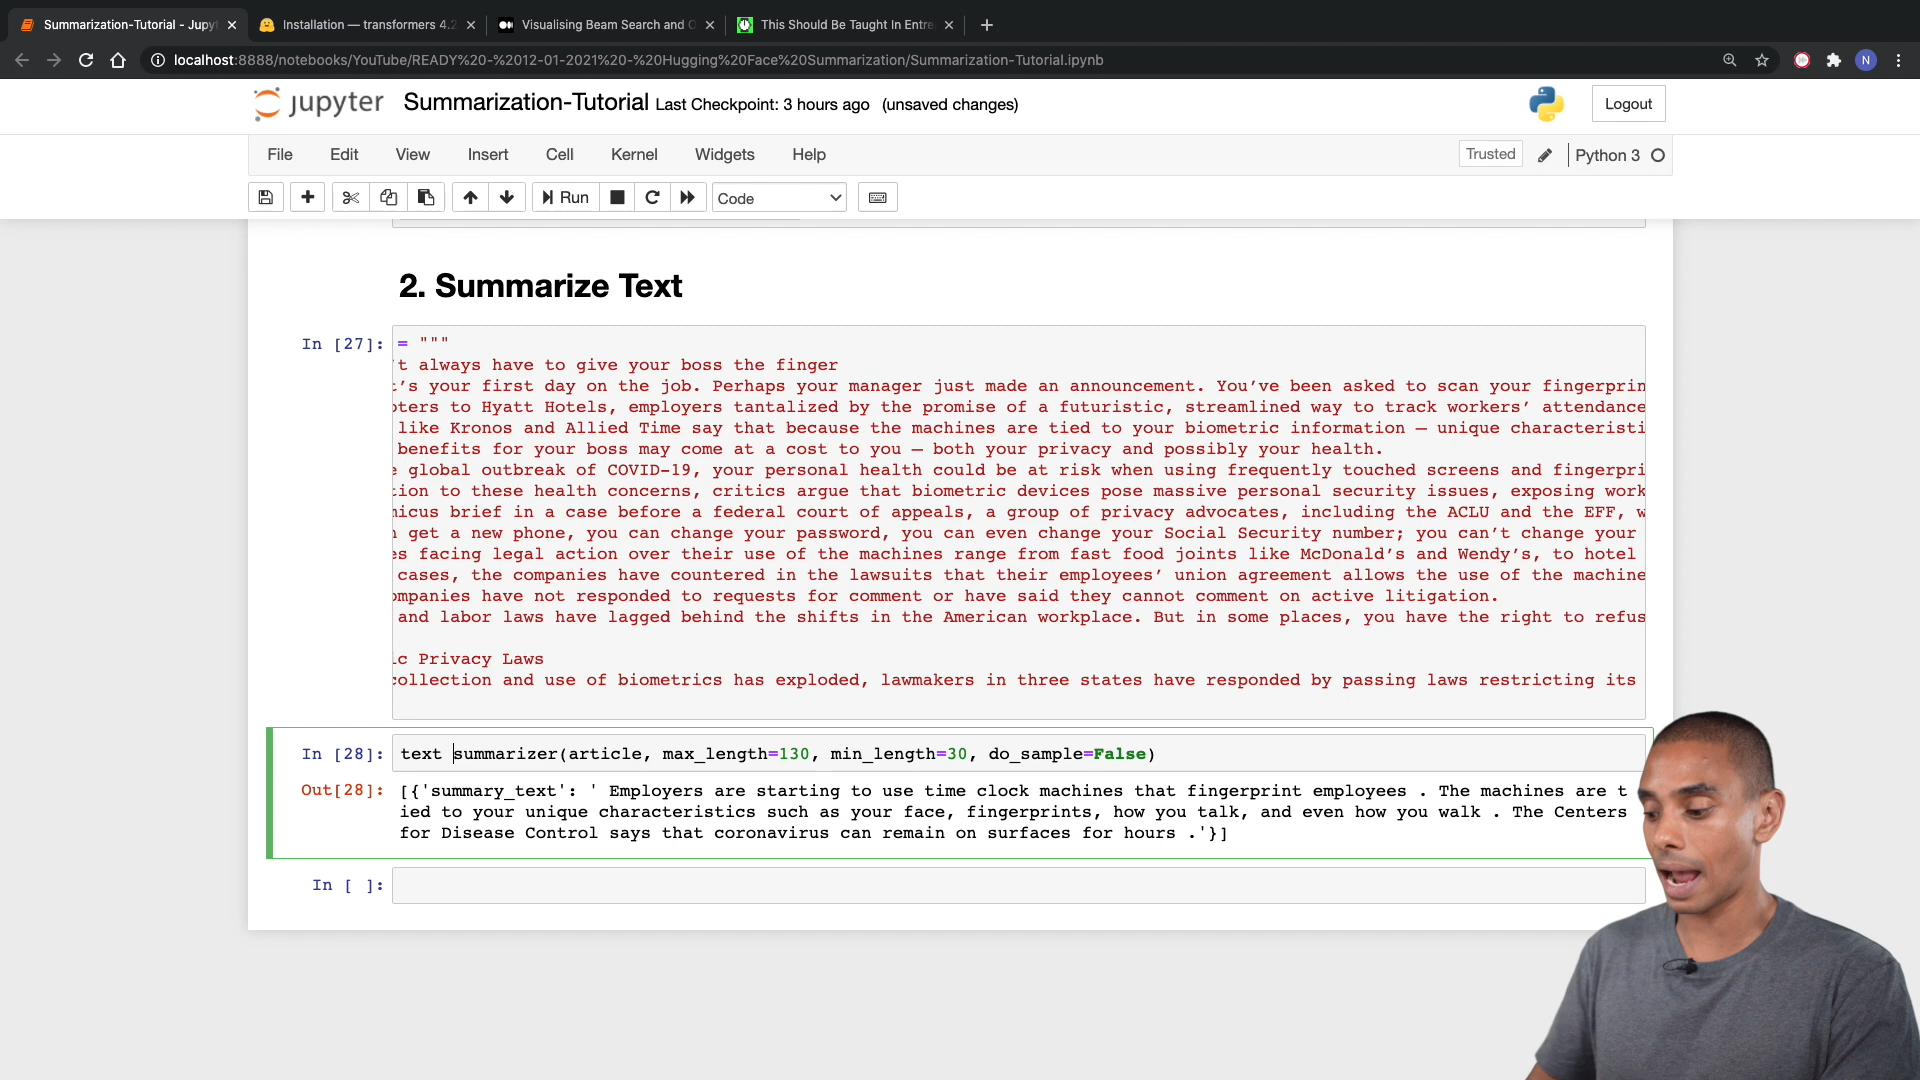 Summarization-Tutorial - Jupyt
Installation — transformers 4.2
Visualising Beam Search and O
This Should Be Taught In Entre
localhost:8888/notebooks/YouTube/READY%20-%2012-01-2021%20-%20Hugging%20Face%20Summarization/Summarization-Tutorial.ipynb
N
jupyter Summarization-Tutorial Last Checkpoint: 3 hours ago (unsaved changes)
Logout
File Edit View Insert Cell Kernel Widgets Help
Trusted Python 3
Run Code
2. Summarize Text
In [27]: = """
't always have to give your boss the finger
t’s your first day on the job. Perhaps your manager just made an announcement. You’ve been asked to scan your fingerprin
oters to Hyatt Hotels, employers tantalized by the promise of a futuristic, streamlined way to track workers’ attendance
like Kronos and Allied Time say that because the machines are tied to your biometric information — unique characteristi
benefits for your boss may come at a cost to you — both your privacy and possibly your health.
e global outbreak of COVID-19, your personal health could be at risk when using frequently touched screens and fingerpri
tion to these health concerns, critics argue that biometric devices pose massive personal security issues, exposing work
micus brief in a case before a federal court of appeals, a group of privacy advocates, including the ACLU and the EFF, w
n get a new phone, you can change your password, you can even change your Social Security number; you can’t change your
es facing legal action over their use of the machines range from fast food joints like McDonald’s and Wendy’s, to hotel
cases, the companies have countered in the lawsuits that their employees’ union agreement allows the use of the machine
ompanies have not responded to requests for comment or have said they cannot comment on active litigation.
and labor laws have lagged behind the shifts in the American workplace. But in some places, you have the right to refus
ic Privacy Laws
collection and use of biometrics has exploded, lawmakers in three states have responded by passing laws restricting its
In [28]: text summarizer(article, max_length=130, min_length=30, do_sample=False)
Out[28]: [{'summary_text': ' Employers are starting to use time clock machines that fingerprint employees . The machines are t
ied to your unique characteristics such as your face, fingerprints, how you talk, and even how you walk . The Centers
for Disease Control says that coronavirus can remain on surfaces for hours .'}]
In [ ]: